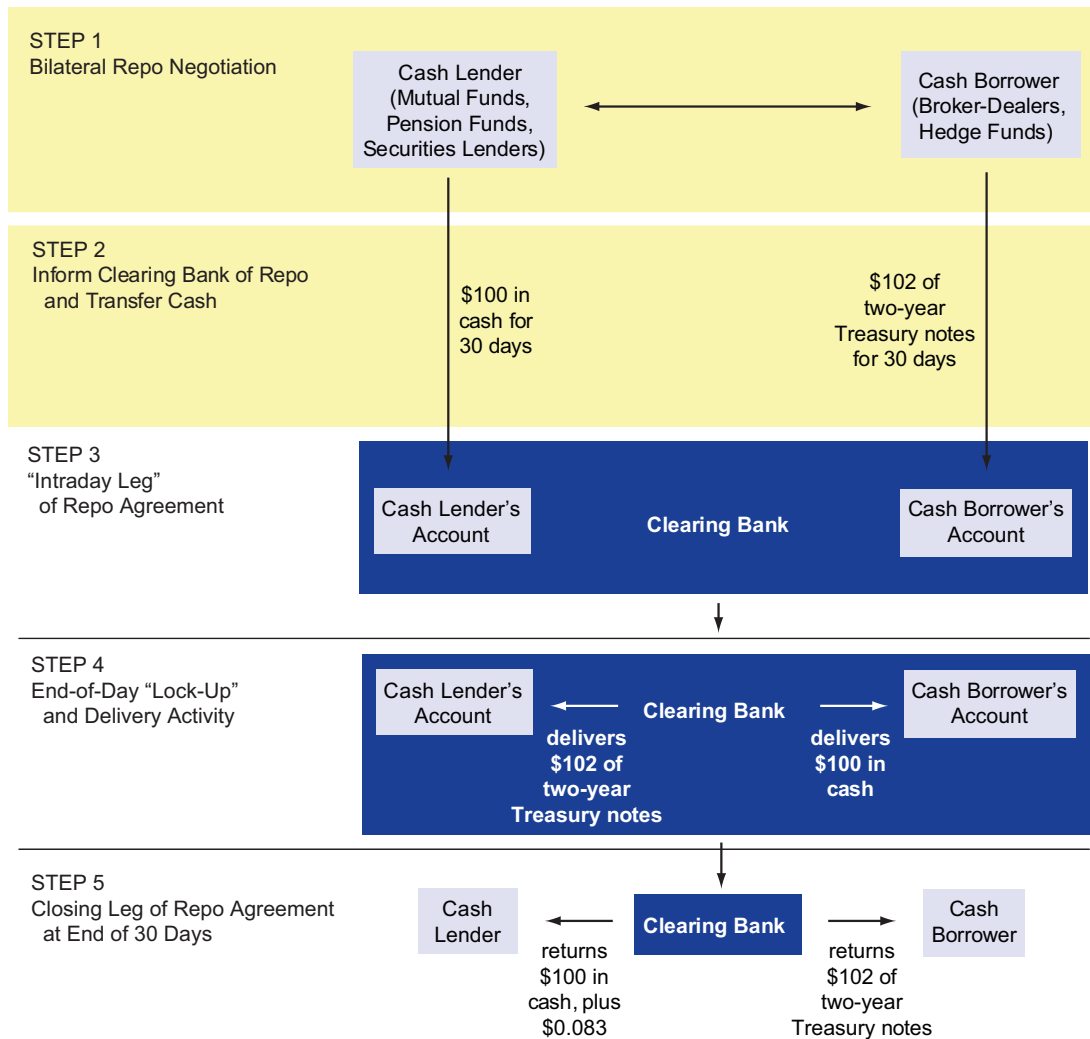 STEP 1
Bilateral Repo Negotiation
Cash Lender
(Mutual Funds,
Pension Funds,
Securities Lenders)
Cash Borrower
(Broker-Dealers,
Hedge Funds)
STEP 2
Inform Clearing Bank of Repo
and Transfer Cash
$100 in
cash for
30 days
$102 of
two-year
Treasury notes
for 30 days
STEP 3
“Intraday Leg”
of Repo Agreement
Cash Lender’s
Account
Clearing Bank
Cash Borrower’s
Account
STEP 4
End-of-Day “Lock-Up”
and Delivery Activity
Cash Lender’s
Account
Clearing Bank
Cash Borrower’s
Account
delivers
$102 of
two-year
Treasury notes
delivers
$100 in
cash
STEP 5
Closing Leg of Repo Agreement
at End of 30 Days
Cash
Lender
Clearing Bank
Cash
Borrower
returns
$100 in
cash, plus
$0.083
returns
$102 of
two-year
Treasury notes